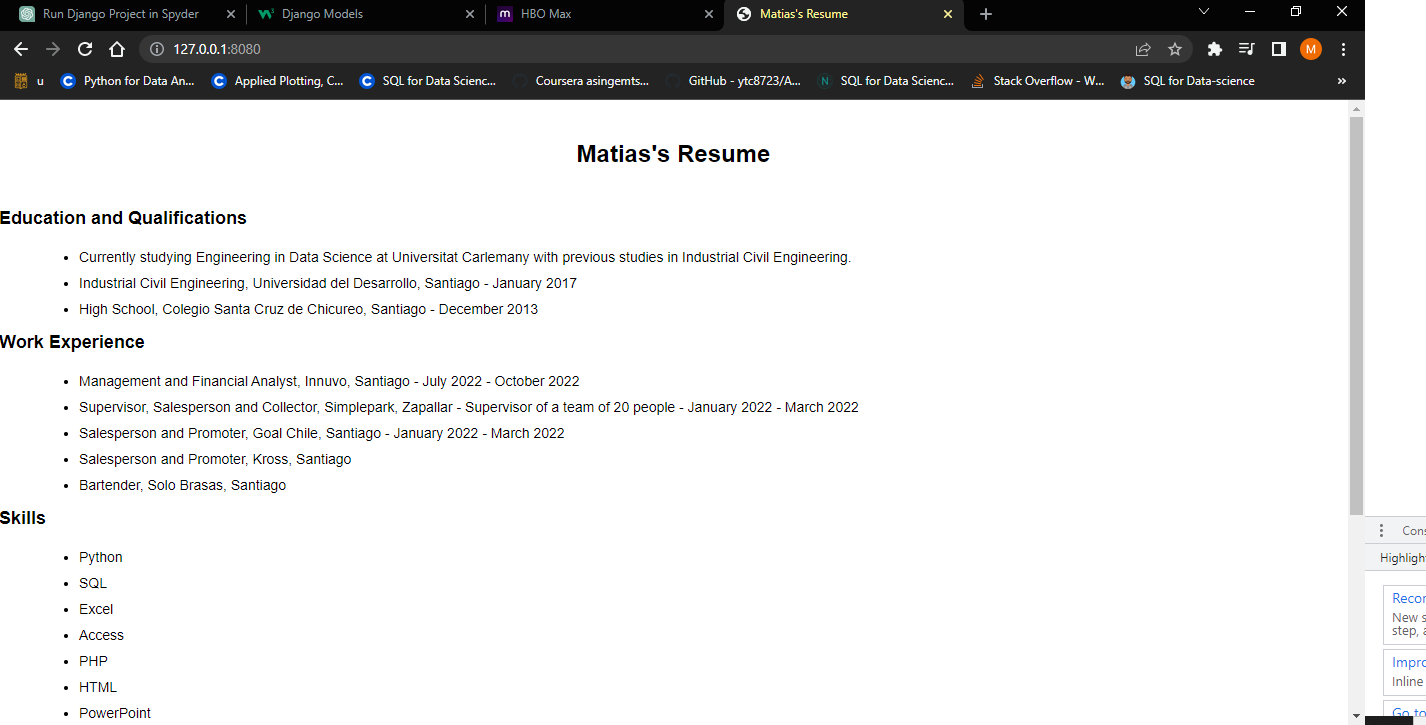 Run Django Project in Spyder
Django Models
HBO Max
Matias's Resume
127.0.0.1:8080
M
u
Python for Data An...
Applied Plotting, C...
SQL for Data Scienc...
Coursera asingemts...
GitHub - ytc8723/A...
N
SQL for Data Scienc...
Stack Overflow - W...
SQL for Data-science
»
Matias's Resume
Education and Qualifications
• Currently studying Engineering in Data Science at Universitat Carlemany with previous studies in Industrial Civil Engineering.
• Industrial Civil Engineering, Universidad del Desarrollo, Santiago - January 2017
• High School, Colegio Santa Cruz de Chicureo, Santiago - December 2013
Work Experience
• Management and Financial Analyst, Innuvo, Santiago - July 2022 - October 2022
• Supervisor, Salesperson and Collector, Simplepark, Zapallar - Supervisor of a team of 20 people - January 2022 - March 2022
• Salesperson and Promoter, Goal Chile, Santiago - January 2022 - March 2022
• Salesperson and Promoter, Kross, Santiago
• Bartender, Solo Brasas, Santiago
Skills
• Python
• SQL
• Excel
• Access
• PHP
• HTML
• PowerPoint
Cons
Highligh
Recor
New s
step, a
Impro
Inline
Go to